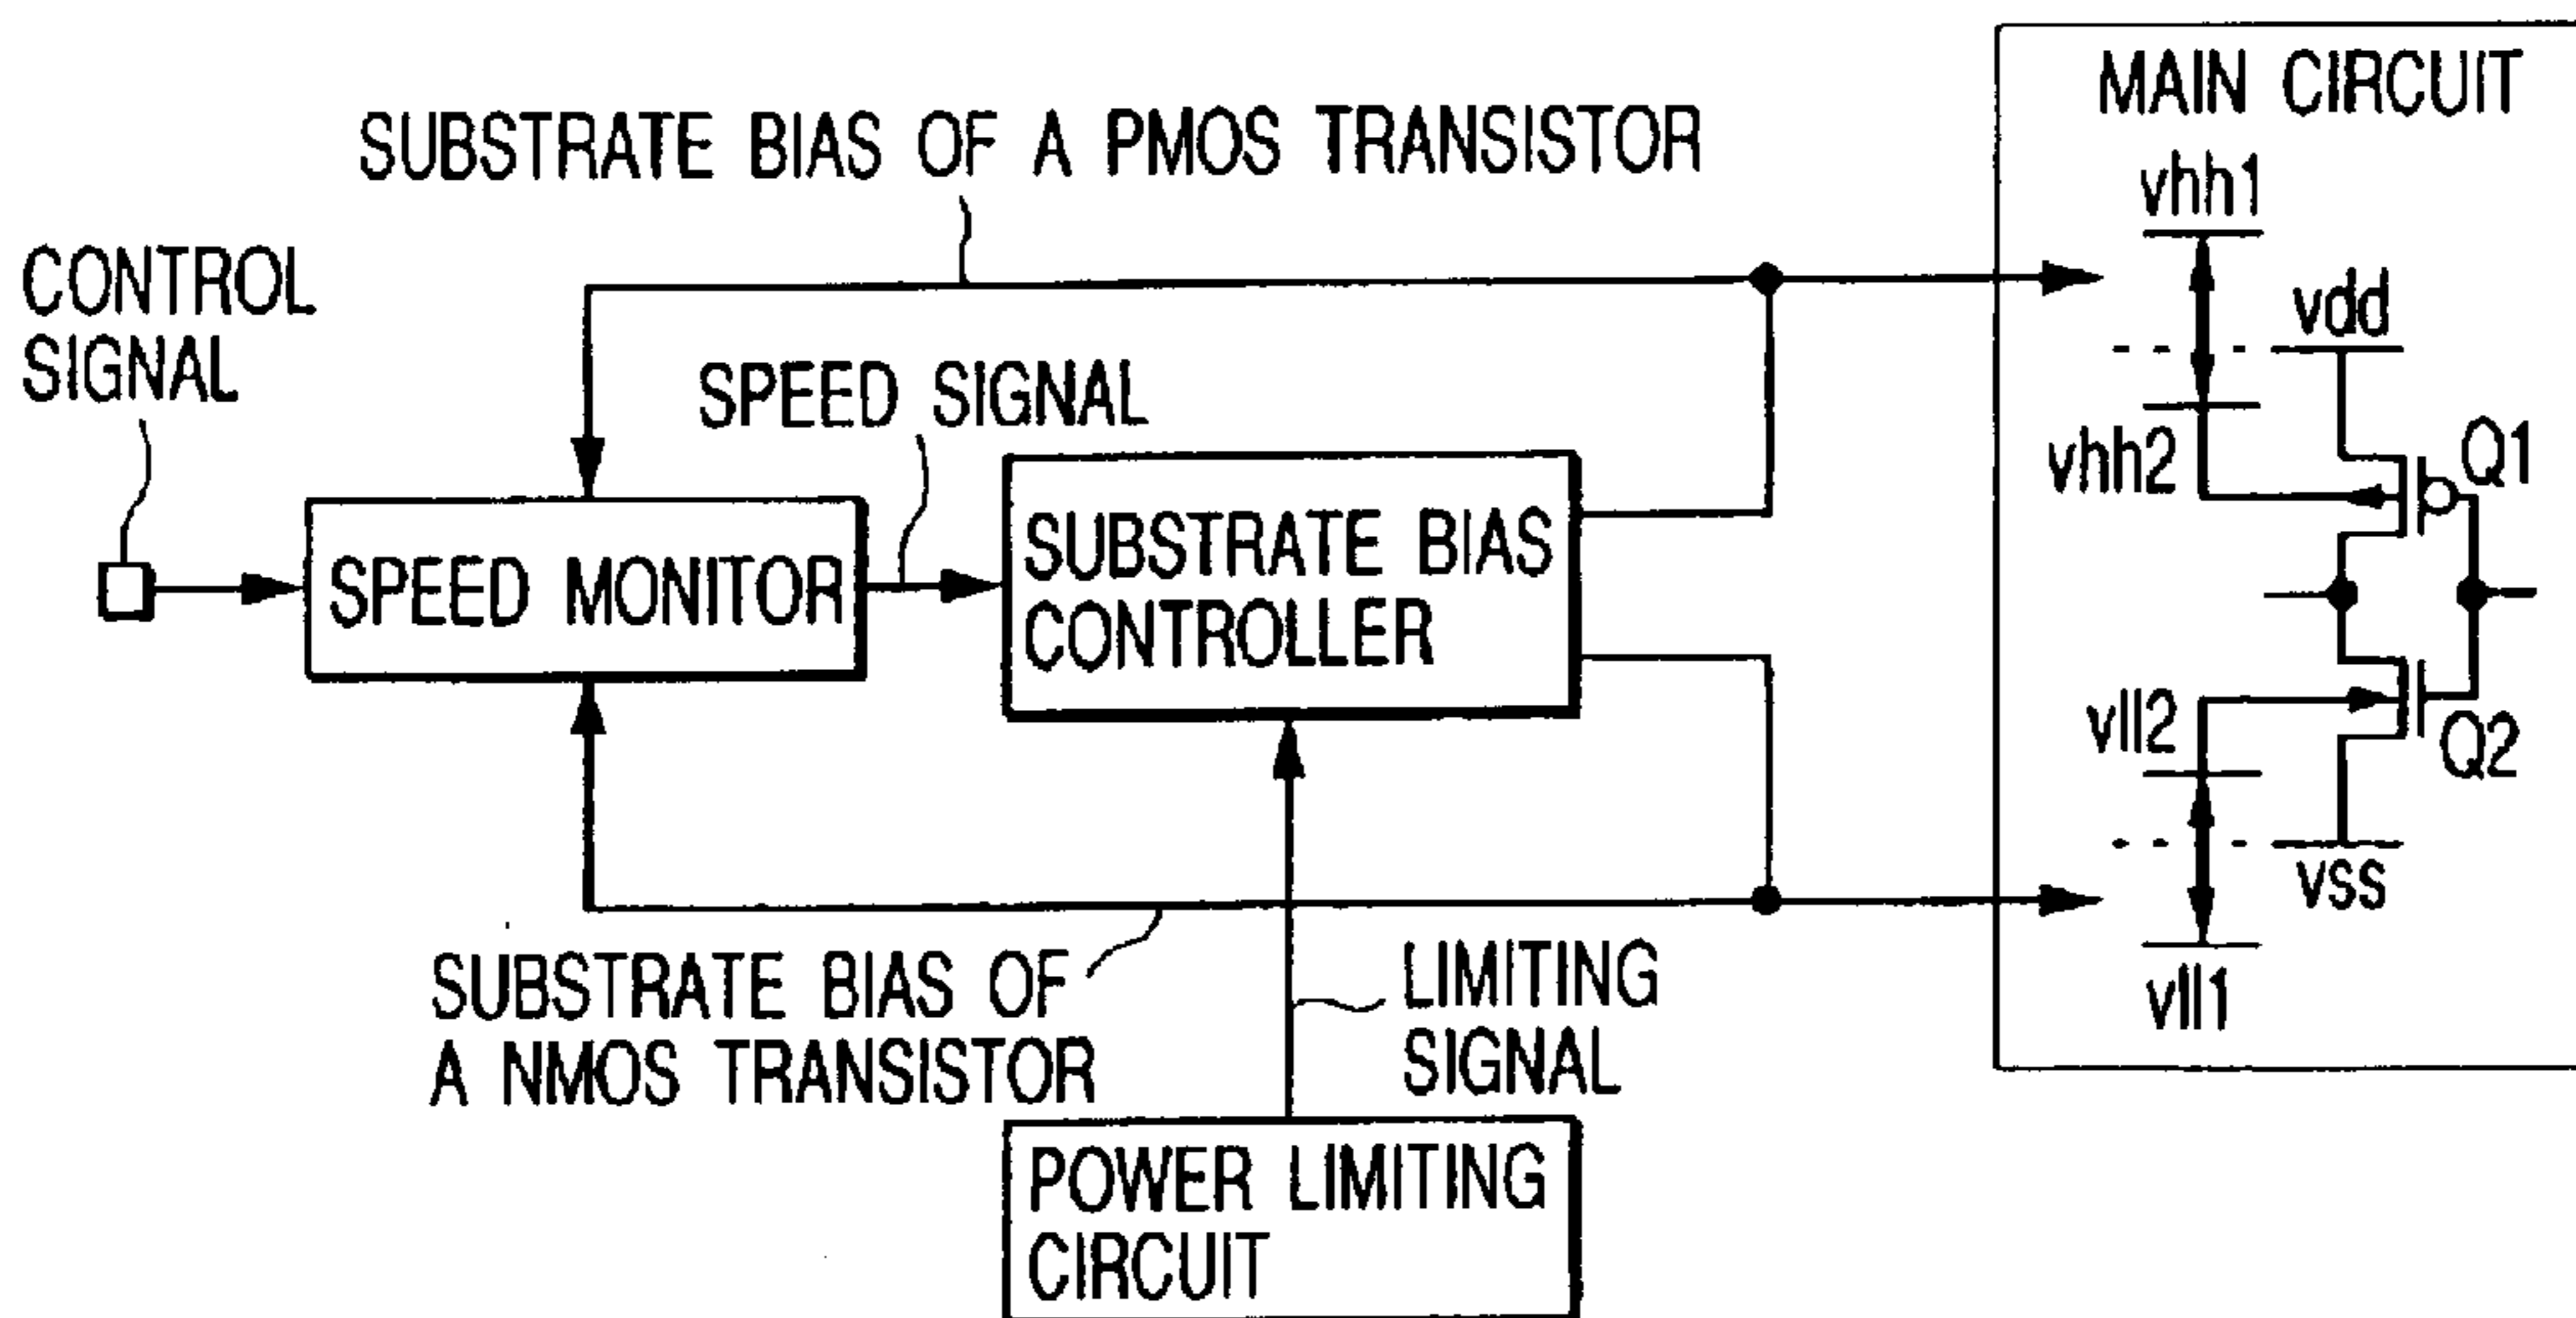 MAIN CIRCUIT
SUBSTRATE BIAS OF A PMOS TRANSISTOR
vhh1
CONTROL
SIGNAL
vdd
SPEED SIGNAL
vhh2
Q1
SPEED MONITOR
SUBSTRATE BIAS
CONTROLLER
vll2
Q2
vss
SUBSTRATE BIAS OF
A NMOS TRANSISTOR
LIMITING
SIGNAL
vll1
POWER LIMITING
CIRCUIT